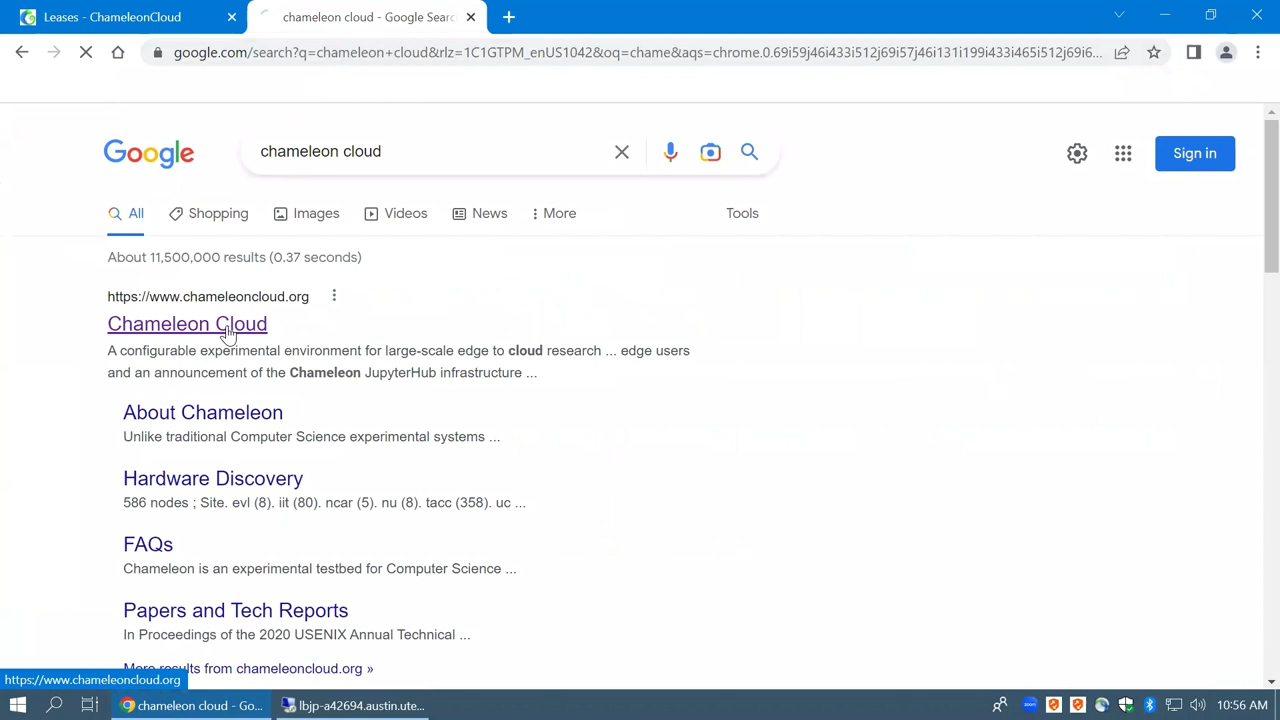 Leases - ChameleonCloud
chameleon cloud - Google Searc
google.com/search?q=chameleon+cloud&rlz=1C1GTPM_enUS1042&oq=chame&aqs=chrome.0.69i59j46i433i512j69i57j46i131i199i433i465i512j69i6...
Google
chameleon cloud
Sign in
All
Shopping
Images
Videos
News
More
Tools
About 11,500,000 results (0.37 seconds)
https://www.chameleoncloud.org
Chameleon Cloud
A configurable experimental environment for large-scale edge to cloud research ... edge users
and an announcement of the Chameleon JupyterHub infrastructure ...
About Chameleon
Unlike traditional Computer Science experimental systems ...
Hardware Discovery
586 nodes ; Site. evl (8). iit (80). ncar (5). nu (8). tacc (358). uc ...
FAQs
Chameleon is an experimental testbed for Computer Science ...
Papers and Tech Reports
In Proceedings of the 2020 USENIX Annual Technical ...
More results from chameleoncloud.org »
https://www.chameleoncloud.org
chameleon cloud - Go...
lbjp-a42694.austin.ute...
zoom
10:56 AM